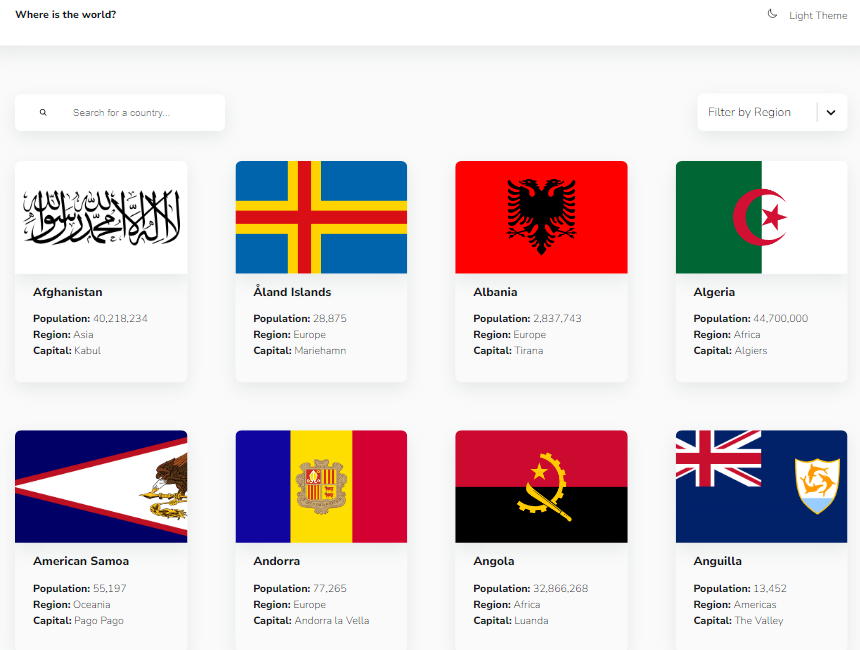 Where is the world?
Light Theme
Search for a country...
Filter by Region
لا إله إلا الله محمد رسول الله
Afghanistan
Population: 40,218,234
Region: Asia
Capital: Kabul
Åland Islands
Population: 28,875
Region: Europe
Capital: Mariehamn
Albania
Population: 2,837,743
Region: Europe
Capital: Tirana
Algeria
Population: 44,700,000
Region: Africa
Capital: Algiers
American Samoa
Population: 55,197
Region: Oceania
Capital: Pago Pago
Andorra
Population: 77,265
Region: Europe
Capital: Andorra la Vella
Angola
Population: 32,866,268
Region: Africa
Capital: Luanda
Anguilla
Population: 13,452
Region: Americas
Capital: The Valley